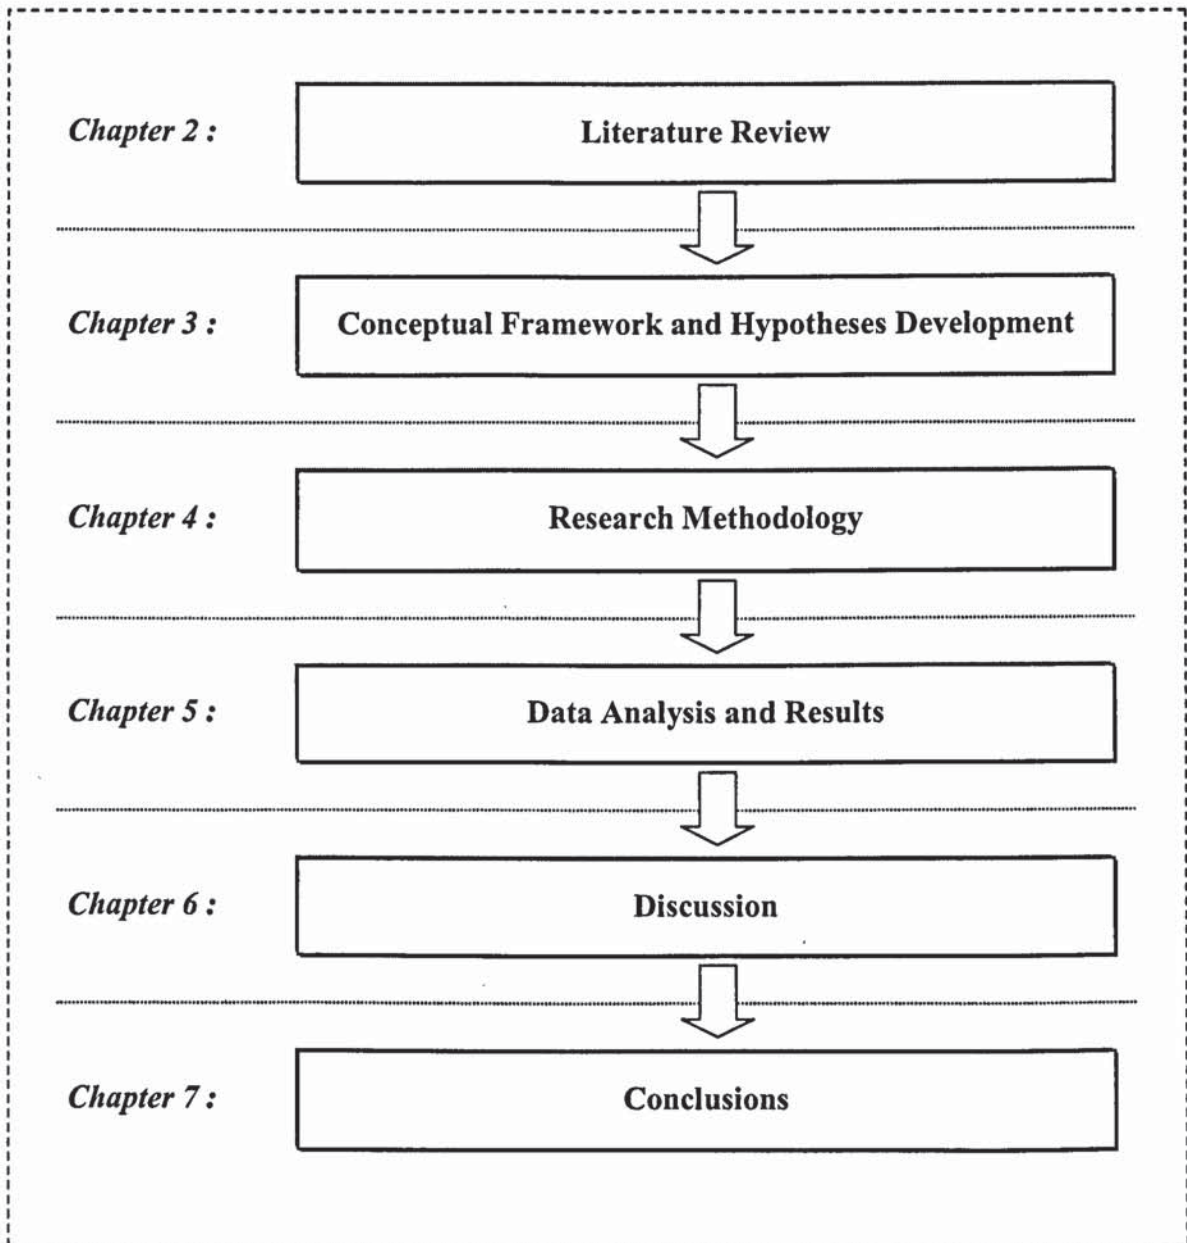 Chapter 2 : Literature Review
Chapter 3 : Conceptual Framework and Hypotheses Development
Chapter 4 : Research Methodology
Chapter 5 : Data Analysis and Results
Chapter 6 : Discussion
Chapter 7 : Conclusions